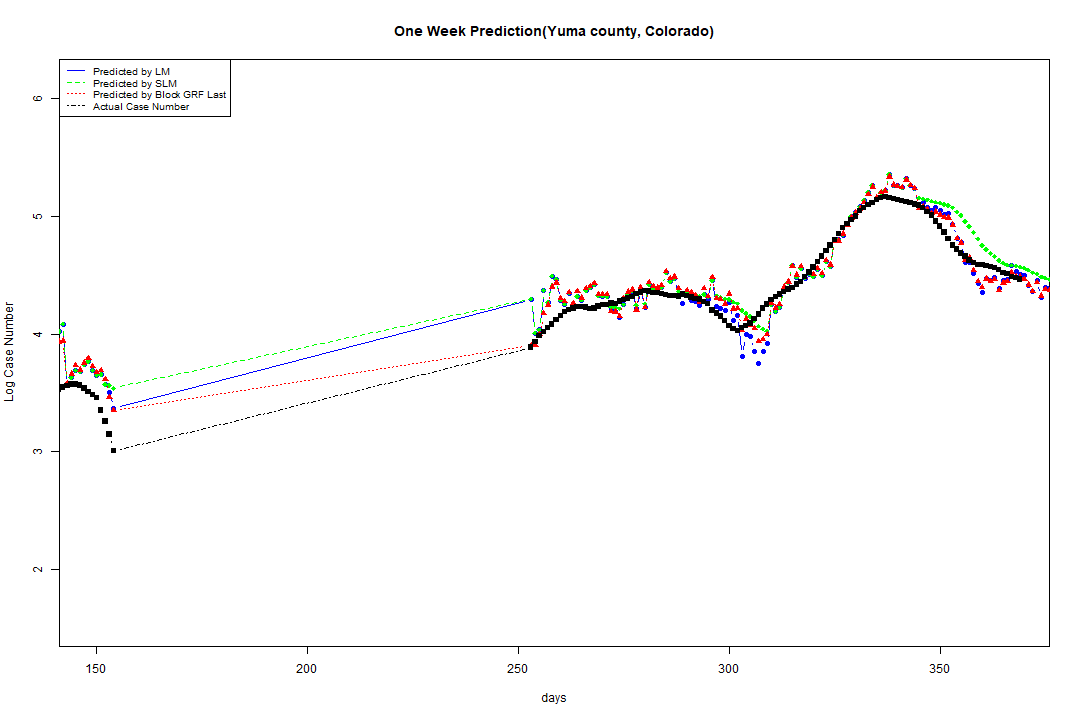 One Week Prediction(Yuma county, Colorado)
Predicted by LM
Predicted by SLM
Predicted by Block GRF Last
Actual Case Number
6
5
4
3
2
Log Case Number
150
200
250
300
350
days